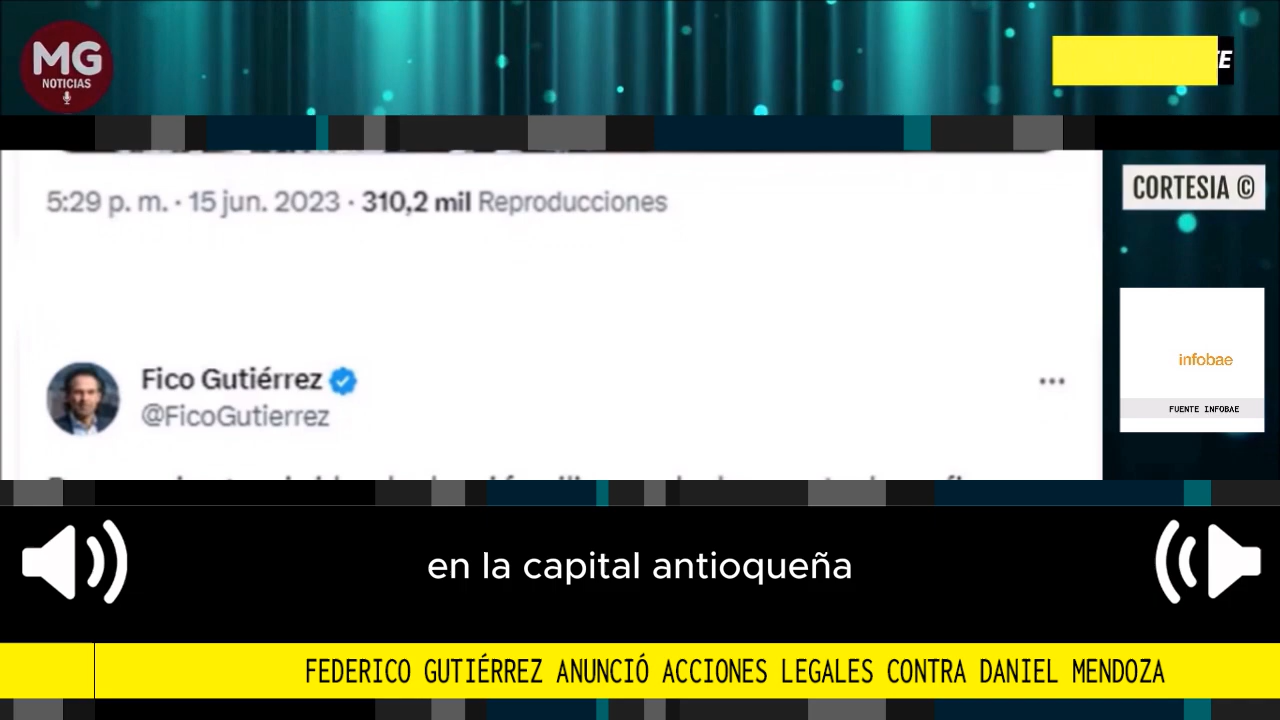 MG
NOTICIAS
E
CORTESIA ©
5:29 p. m. · 15 jun. 2023 · 310,2 mil Reproducciones
Fico Gutiérrez
@FicoGutierrez
infobae
FUENTE INFOBAE
en la capital antioqueña
FEDERICO GUTIÉRREZ ANUNCIÓ ACCIONES LEGALES CONTRA DANIEL MENDOZA